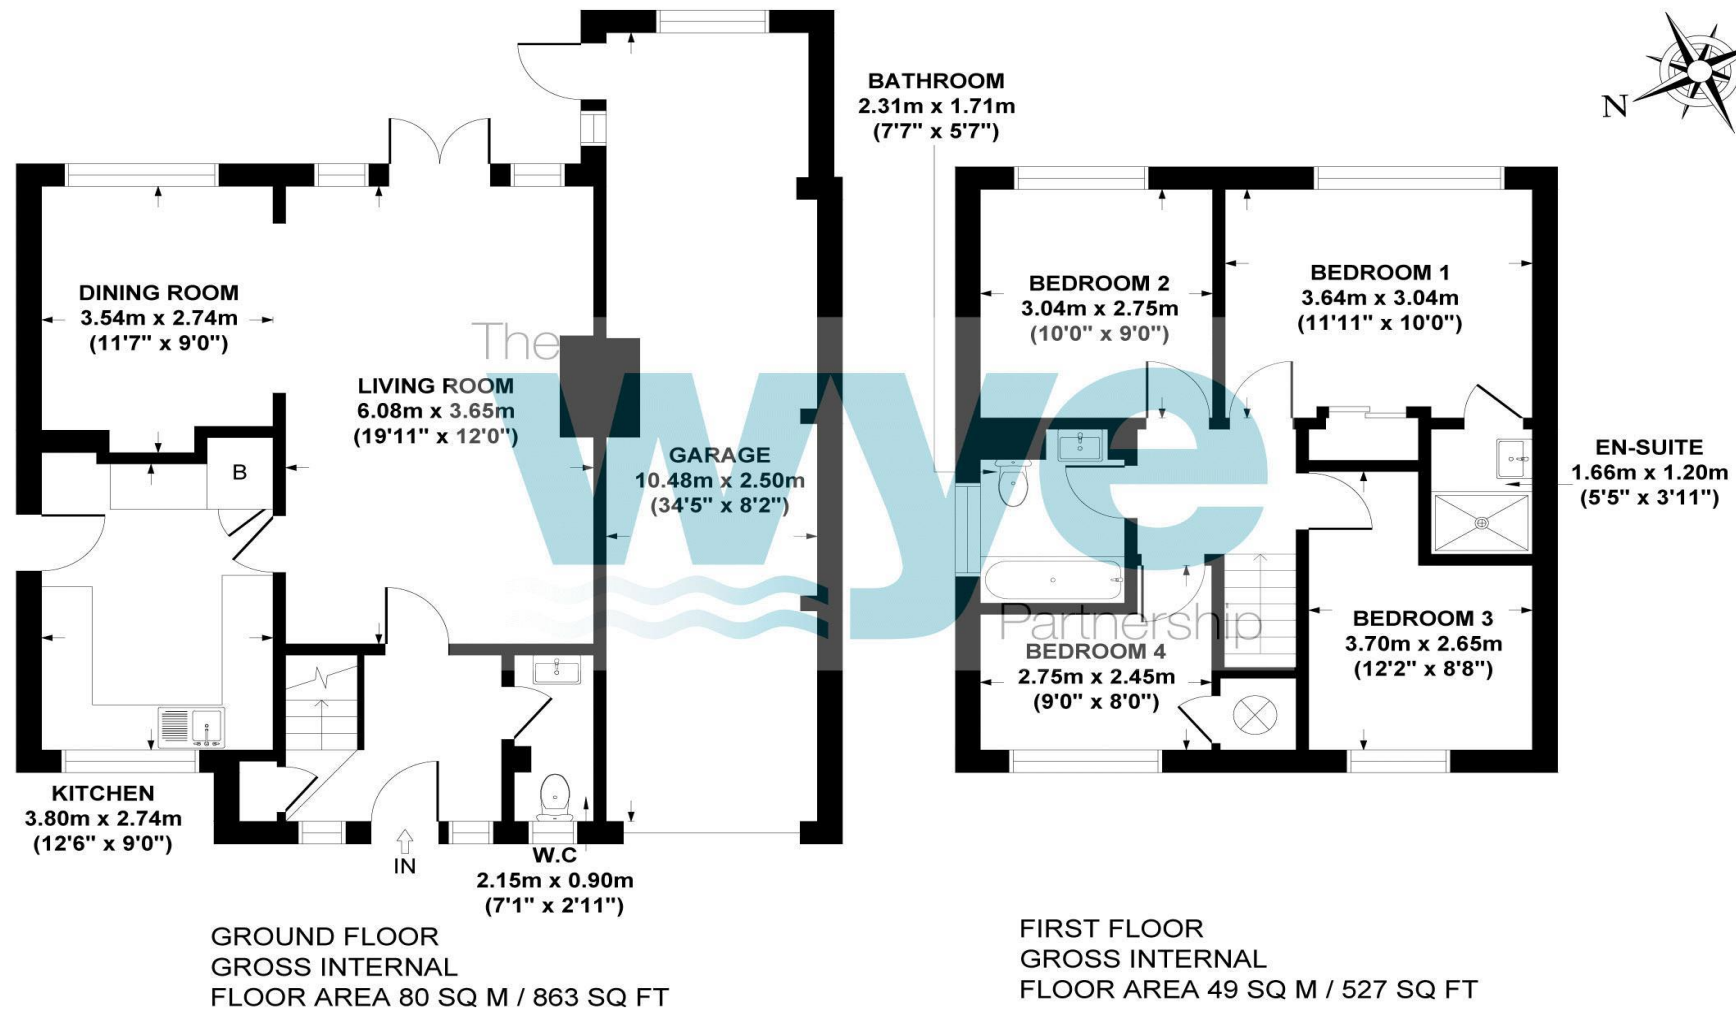 BATHROOM
2.31m x 1.71m
(7'7" x 5'7")
N
DINING ROOM
3.54m x 2.74m
(11'7" x 9'0")
LIVING ROOM
6.08m x 3.65m
(19'11" x 12'0")
GARAGE
10.48m x 2.50m
(34'5" x 8'2")
B
KITCHEN
3.80m x 2.74m
(12'6" x 9'0")
IN
W.C
2.15m x 0.90m
(7'1" x 2'11")
BEDROOM 2
3.04m x 2.75m
(10'0" x 9'0")
BEDROOM 1
3.64m x 3.04m
(11'11" x 10'0")
EN-SUITE
1.66m x 1.20m
(5'5" x 3'11")
BEDROOM 3
3.70m x 2.65m
(12'2" x 8'8")
BEDROOM 4
2.75m x 2.45m
(9'0" x 8'0")
The
wye
Partnership
GROUND FLOOR
GROSS INTERNAL
FLOOR AREA 80 SQ M / 863 SQ FT
FIRST FLOOR
GROSS INTERNAL
FLOOR AREA 49 SQ M / 527 SQ FT